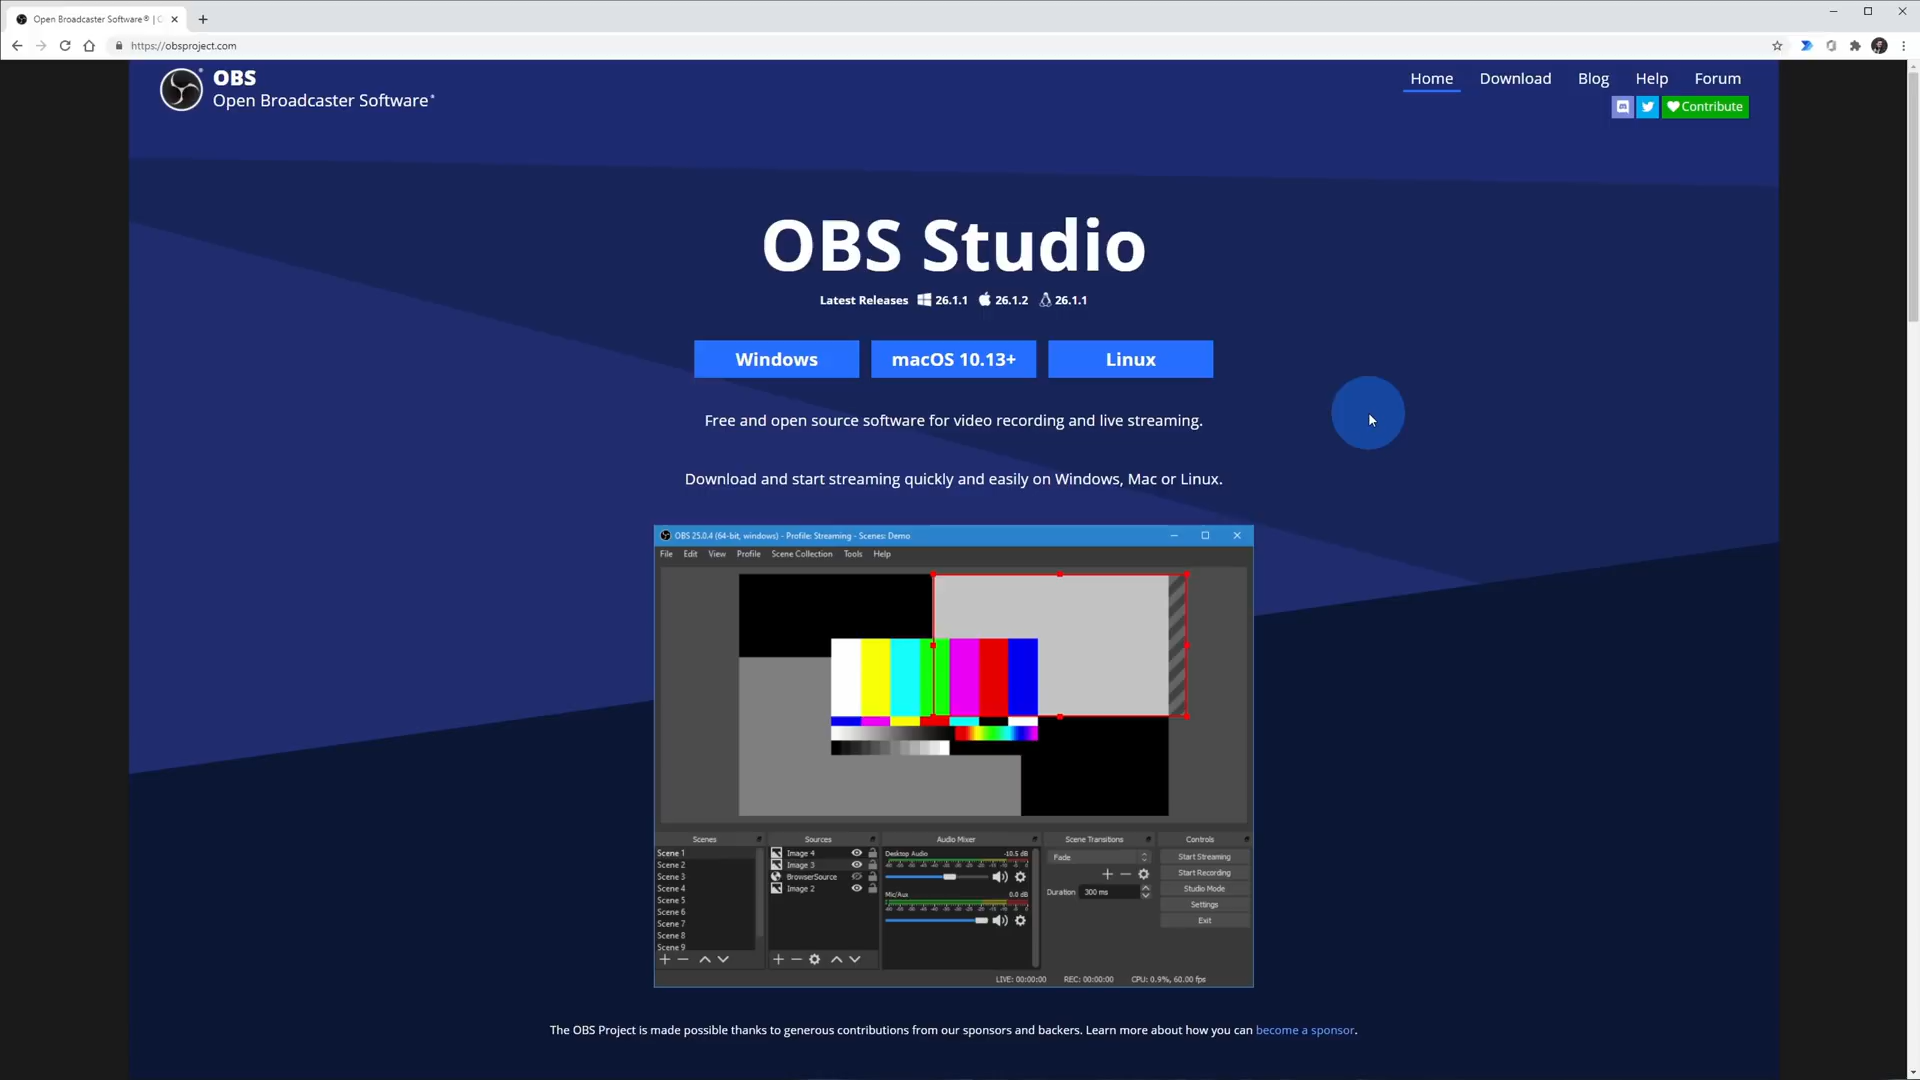 Open Broadcaster Software® | O
https://obsproject.com
OBS
Open Broadcaster Software
Home Download Blog Help Forum
Contribute
OBS Studio
Latest Releases 26.1.1 26.1.2 26.1.1
Windows macOS 10.13+ Linux
Free and open source software for video recording and live streaming.
Download and start streaming quickly and easily on Windows, Mac or Linux.
OBS 25.0.4 (64-bit, windows) - Profile: Streaming - Scenes: Demo
File Edit View Profile Scene Collection Tools Help
Scenes Sources Audio Mixer Scene Transitions Controls
Scene 1
Scene 2
Scene 3
Scene 4
Scene 5
Scene 6
Scene 7
Scene 8
Scene 9
Image 4
Image 3
BrowserSource
Image 2
Desktop Audio -10.5 dB
Mic/Aux 0.0 dB
Fade
Duration 300 ms
Start Streaming
Start Recording
Studio Mode
Settings
Exit
LIVE: 00:00:00 REC: 00:00:00 CPU: 0.9%, 60.00 fps
The OBS Project is made possible thanks to generous contributions from our sponsors and backers. Learn more about how you can become a sponsor.